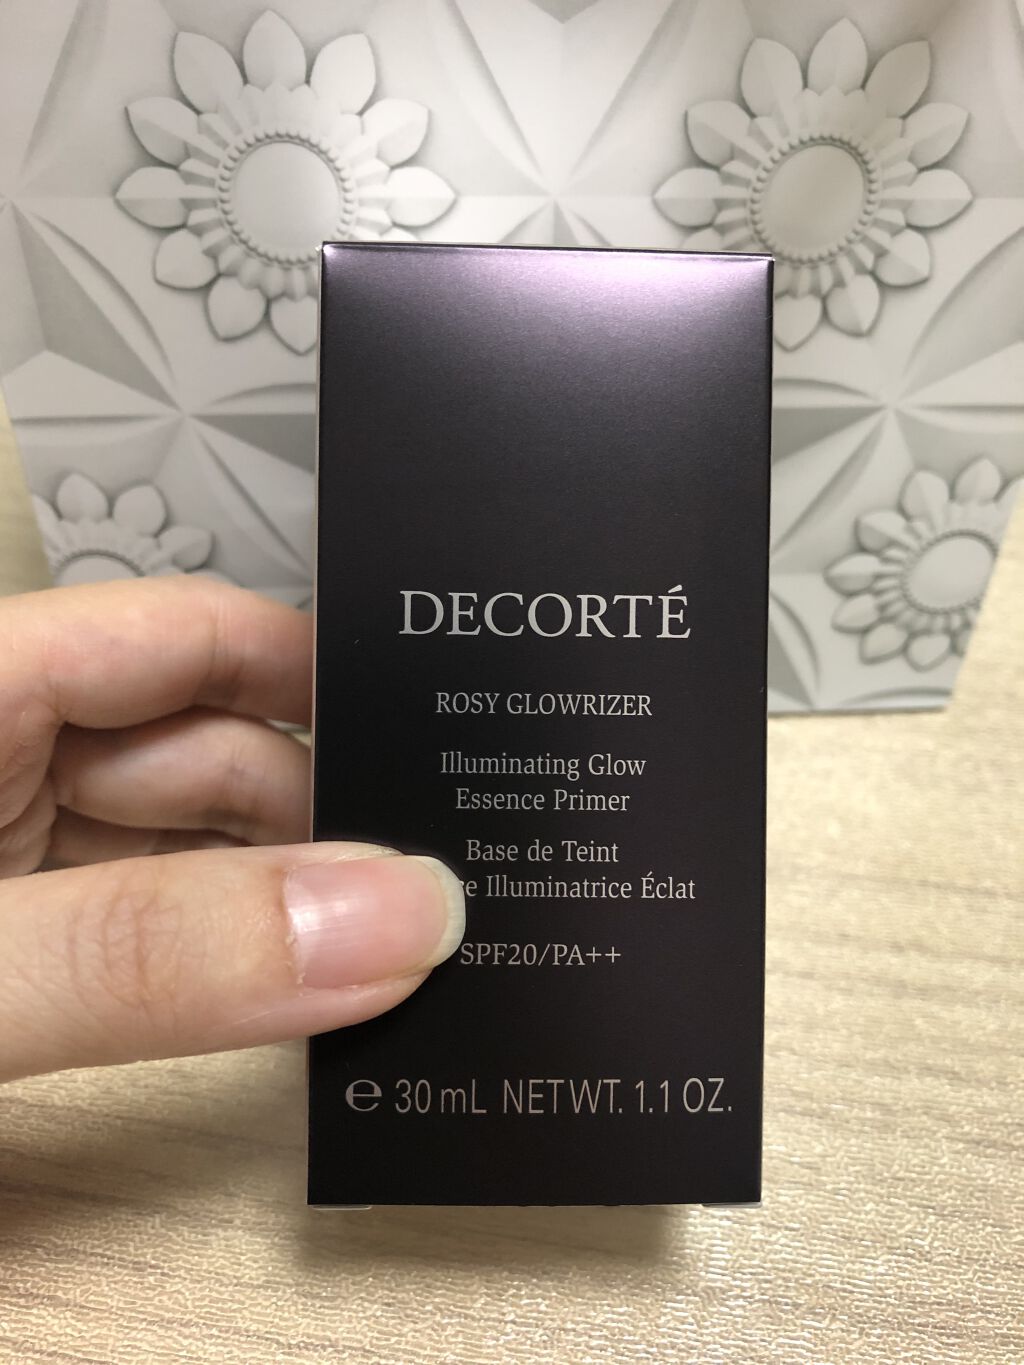 DECORTÉ
ROSY GLOWRIZER
Illuminating Glow
Essence Primer
Base de Teint
Illuminatrice Éclat
SPF20/PA++
℮ 30 mL NET WT. 1.1 OZ.